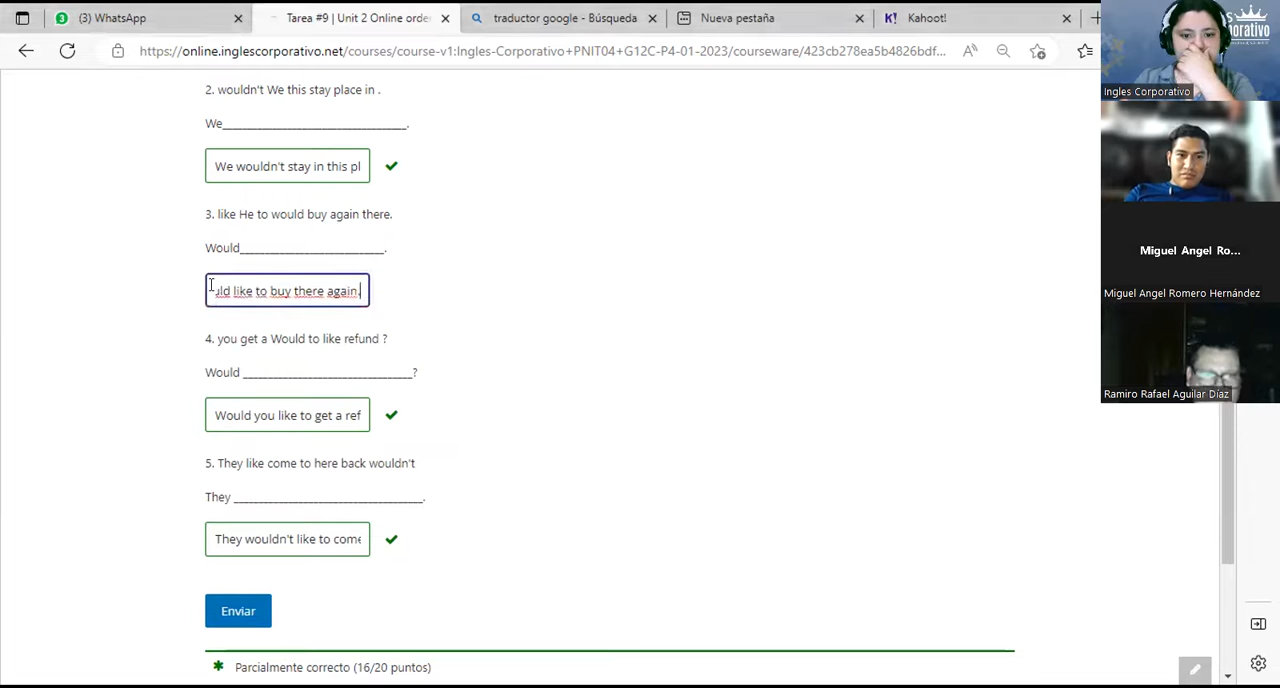 (3) WhatsApp
Tarea #9 | Unit 2 Online orde
traductor google - Búsqueda
Nueva pestaña
Kahoot!
https://online.inglescorporativo.net/courses/course-v1:Ingles-Corporativo+PNIT04+G12C-P4-01-2023/courseware/423cb278ea5b4826bdf...
Ingles Corporativo
2. wouldn't We this stay place in .
We_________________________________.
We wouldn't stay in this pl
3. like He to would buy again there.
Would__________________________.
uld like to buy there again.
4. you get a Would to like refund ?
Would ______________________________?
Would you like to get a ref
5. They like come to here back wouldn't
They __________________________________.
They wouldn't like to come
Enviar
Parcialmente correcto (16/20 puntos)
Miguel Angel Ro...
Miguel Angel Romero Hernández
Ramiro Rafael Aguilar Díaz